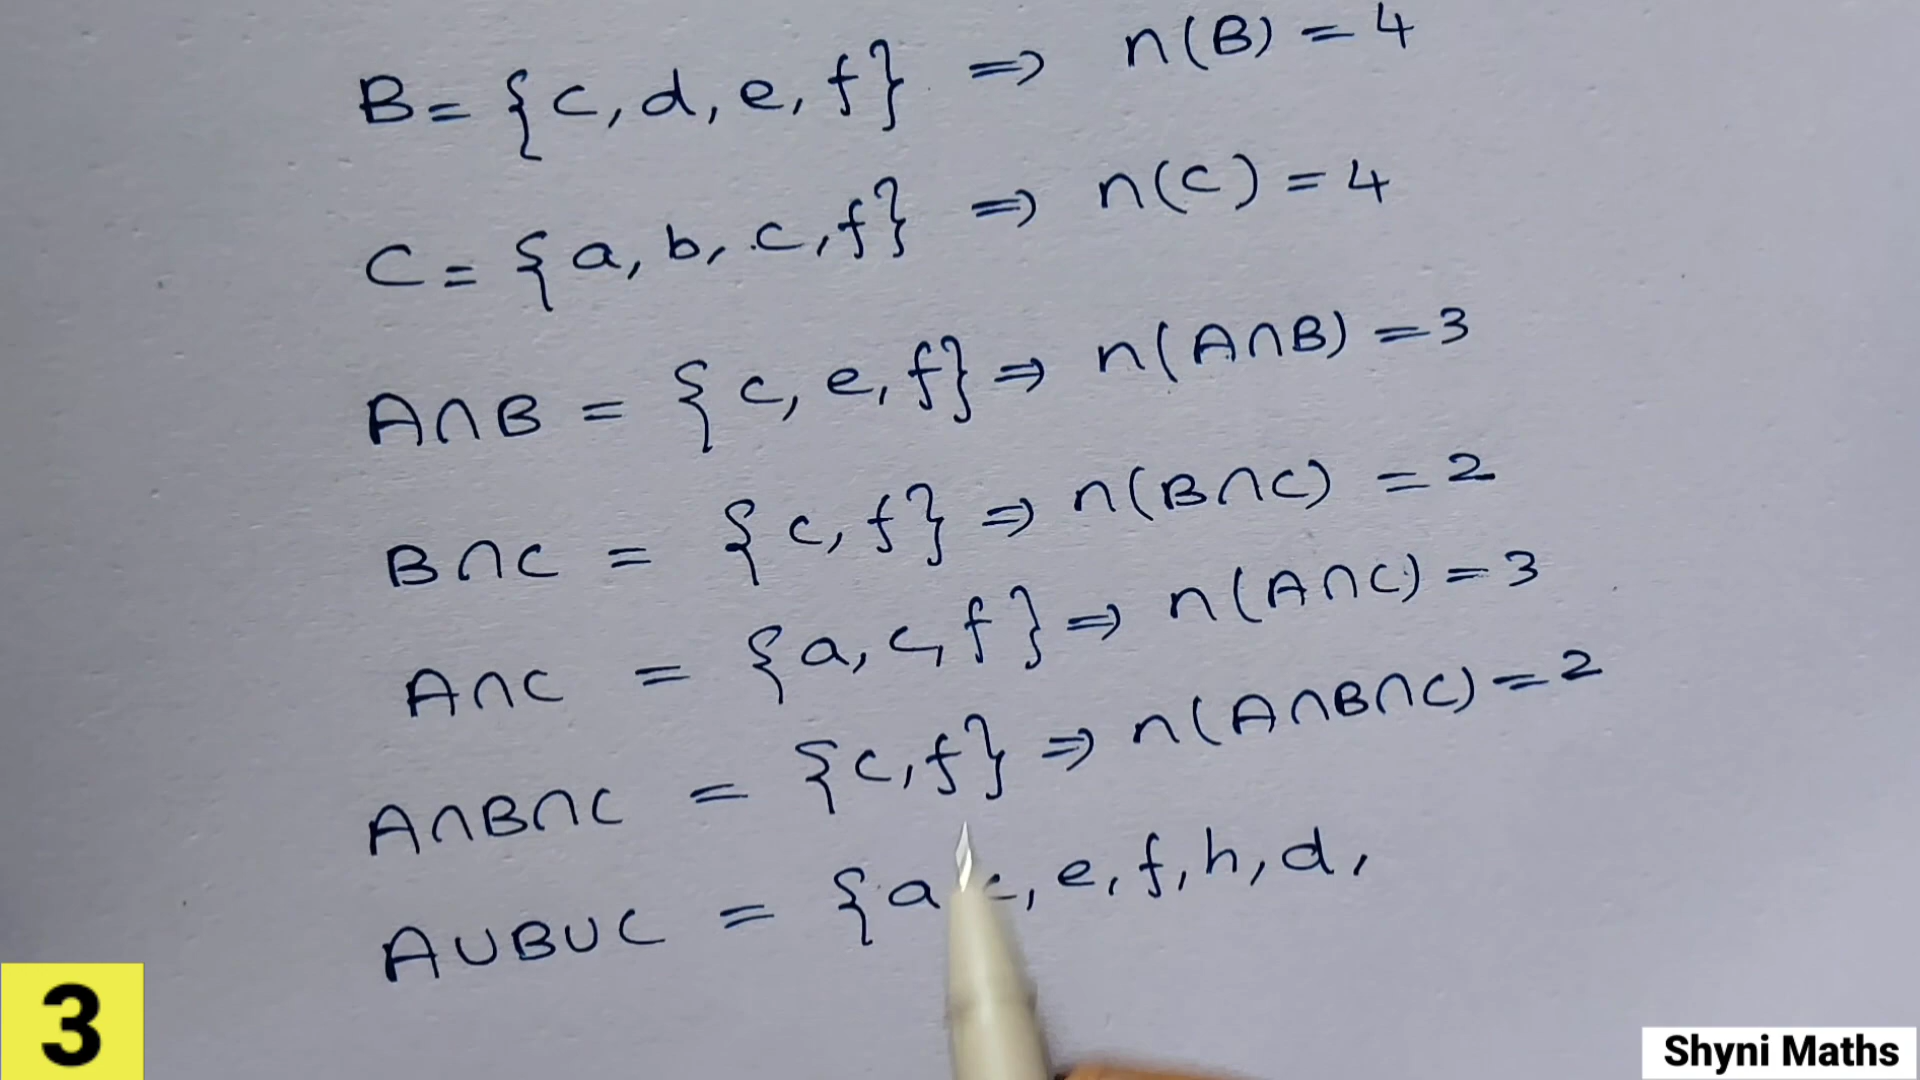 B = {c, d, e, f} ⇒ n(B) = 4
C = {a, b, c, f} ⇒ n(C) = 4
A∩B = {c, e, f} ⇒ n(A∩B) = 3
B∩C = {c, f} ⇒ n(B∩C) = 2
A∩C = {a, c, f} ⇒ n(A∩C) = 3
A∩B∩C = {c, f} ⇒ n(A∩B∩C) = 2
A∪B∪C = {a, c, e, f, h, d,
3
Shyni Maths